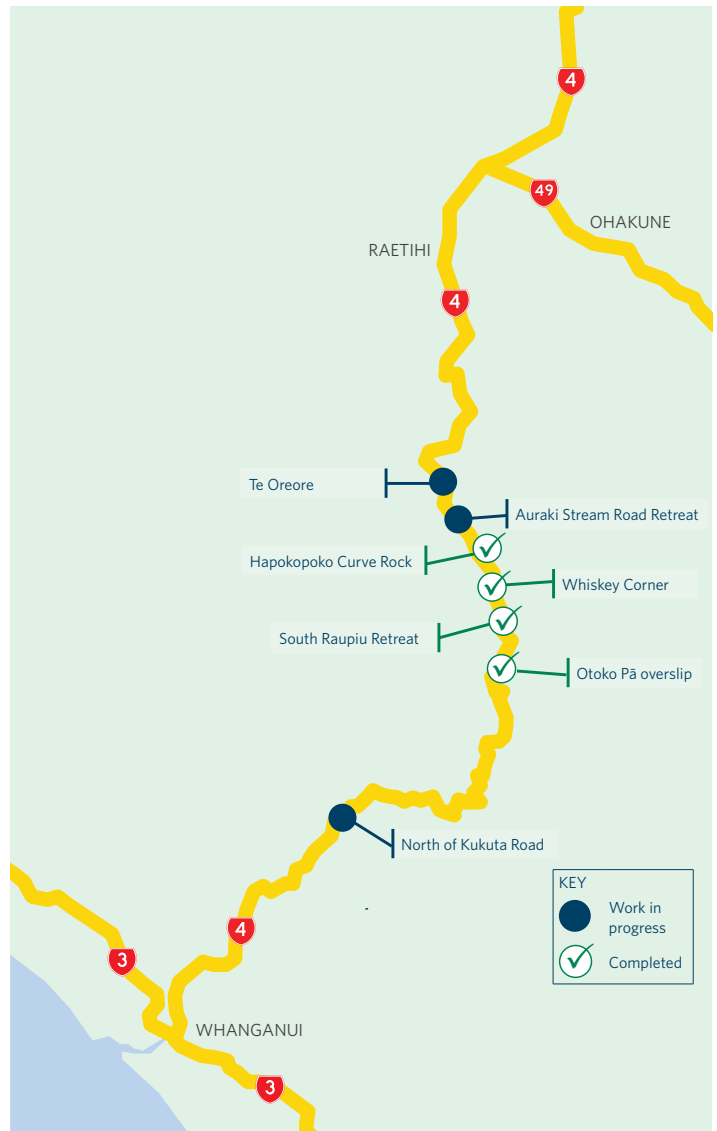 4
49
OHAKUNE
RAETIHI
4
Te Oreore
Auraki Stream Road Retreat
Hapokopoko Curve Rock
Whiskey Corner
South Raupiu Retreat
Otoko Pā overslip
North of Kukuta Road
KEY
Work in
progress
Completed
4
3
WHANGANUI
3